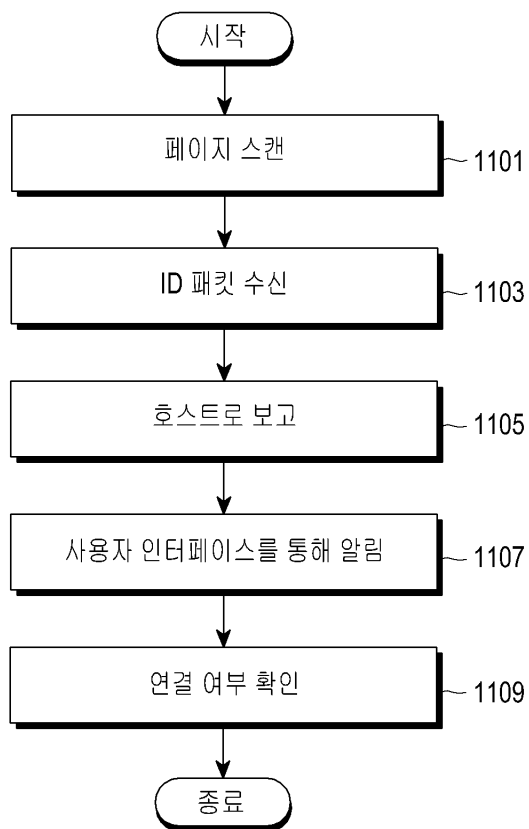 시작
페이지 스캔
1101
ID 패킷 수신
1103
호스트로 보고
1105
사용자 인터페이스를 통해 알림
1107
연결 여부 확인
1109
종료